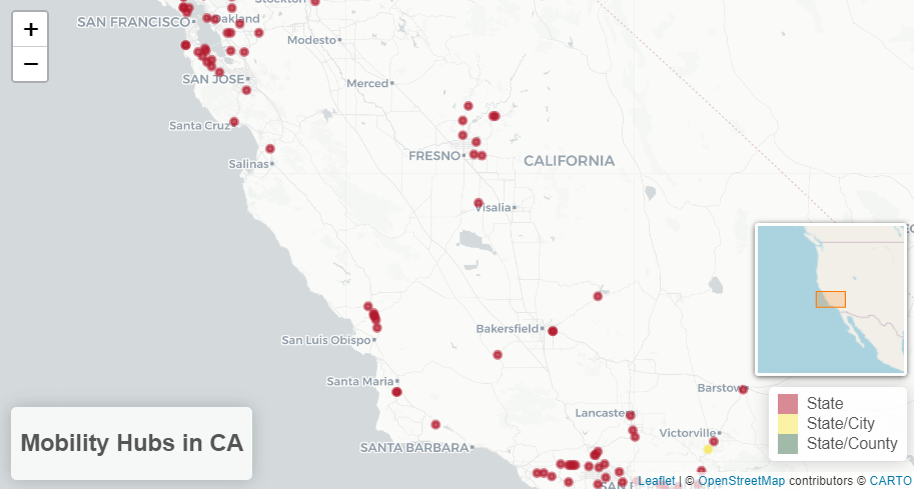 +
−
Stockton
SAN FRANCISCO
Oakland
Modesto
SAN JOSE
Merced
Santa Cruz
Salinas
FRESNO
CALIFORNIA
Visalia
Bakersfield
San Luis Obispo
Santa Maria
Barstow
Lancaster
Victorville
SANTA BARBARA
Mobility Hubs in CA
State
State/City
State/County
Leaflet | © OpenStreetMap contributors © CARTO